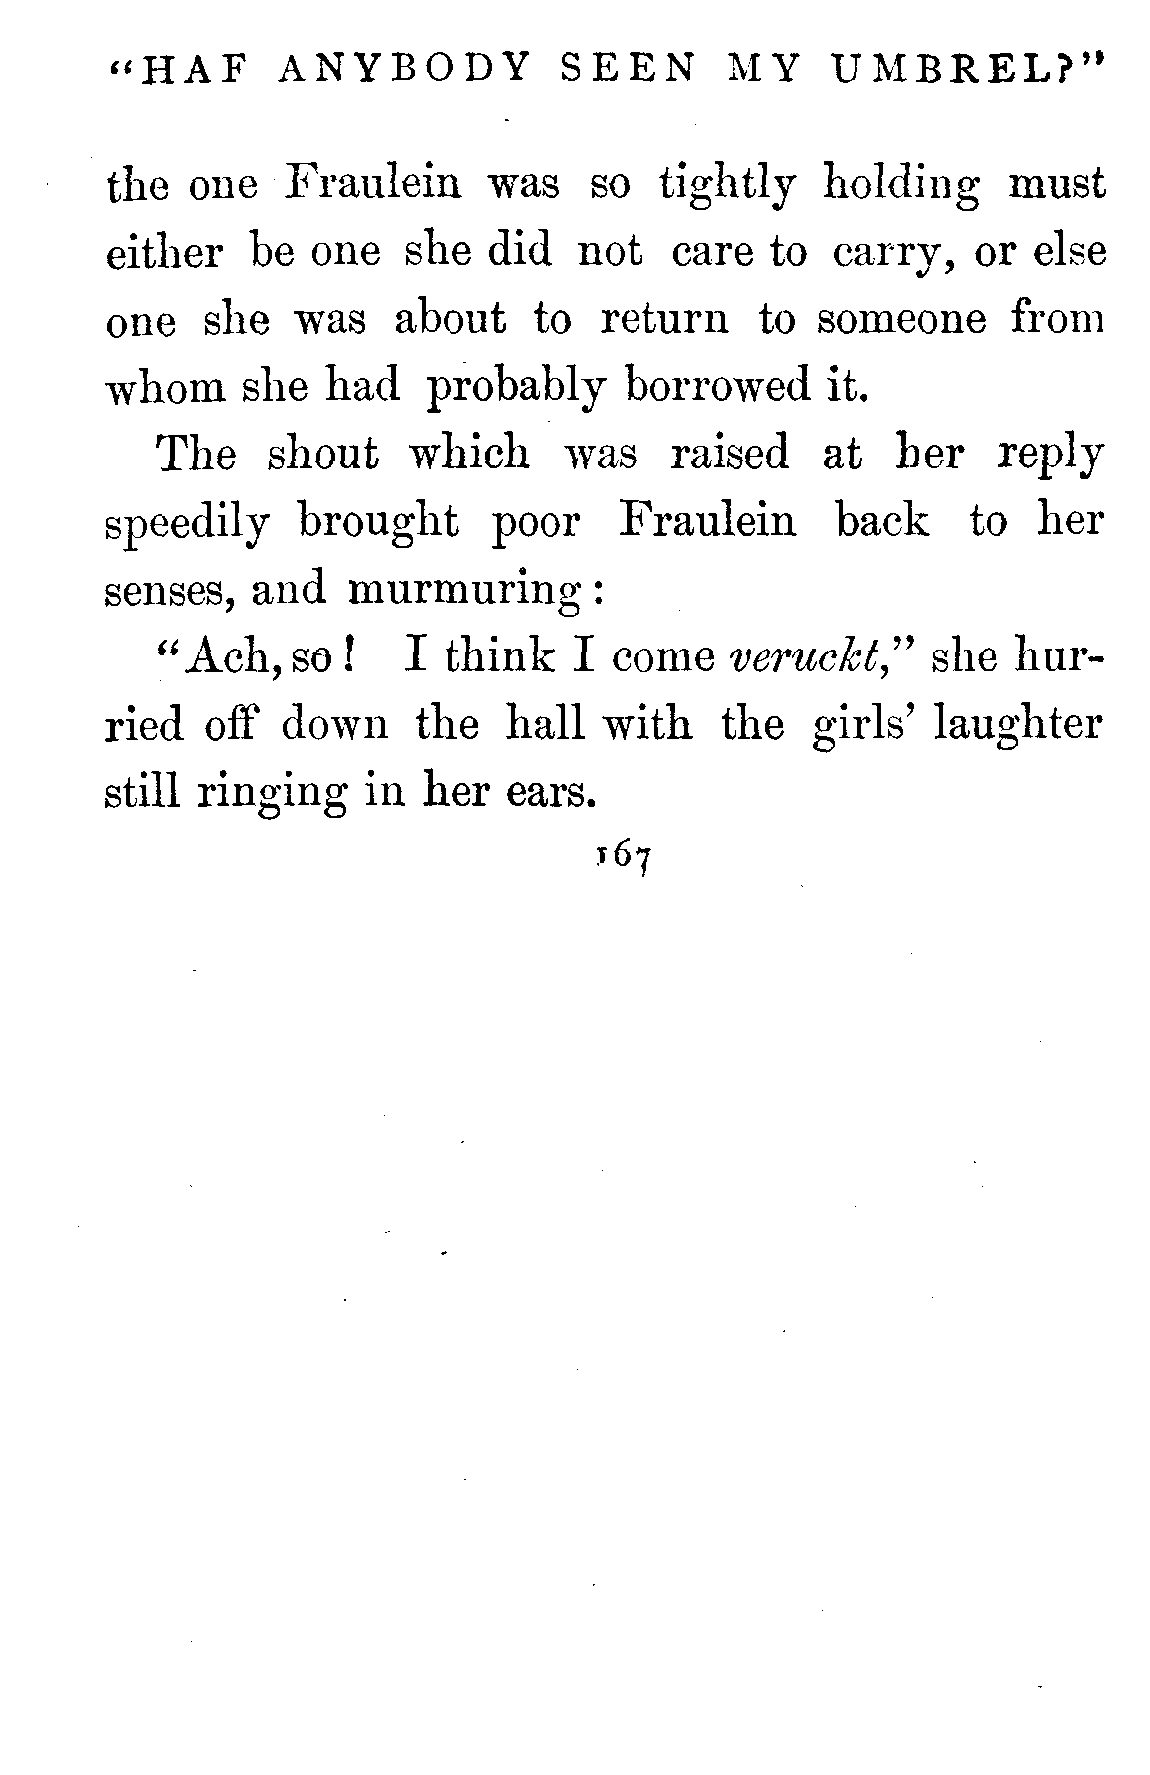 “HAF ANYBODY SEEN MY UMBREL?”
the one Fraulein was so tightly holding must
either be one she did not care to carry, or else
one she was about to return to someone from
whom she had probably borrowed it.
The shout which was raised at her reply
speedily brought poor Fraulein back to her
senses, and murmuring:
“Ach, so! I think I come veruckt,” she hur-
ried off down the hall with the girls’ laughter
still ringing in her ears.
167